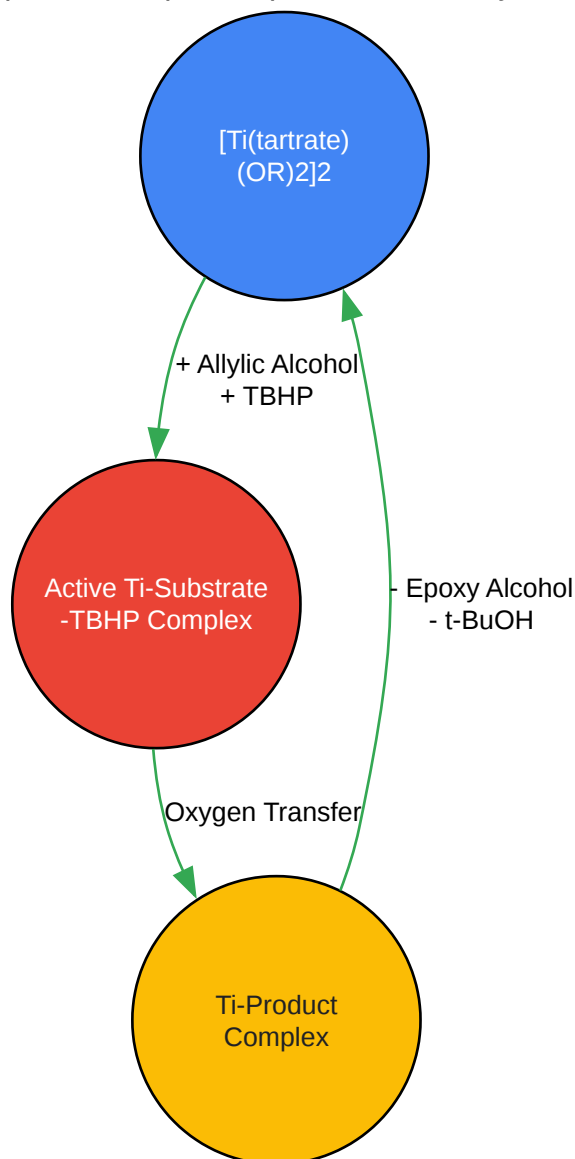 [Ti(tartrate)
(OR)2]2
+ Allylic Alcohol
+ TBHP
Active Ti-Substrate
-TBHP Complex
- Epoxy Alcohol
- t-BuOH
Oxygen Transfer
Ti-Product
Complex